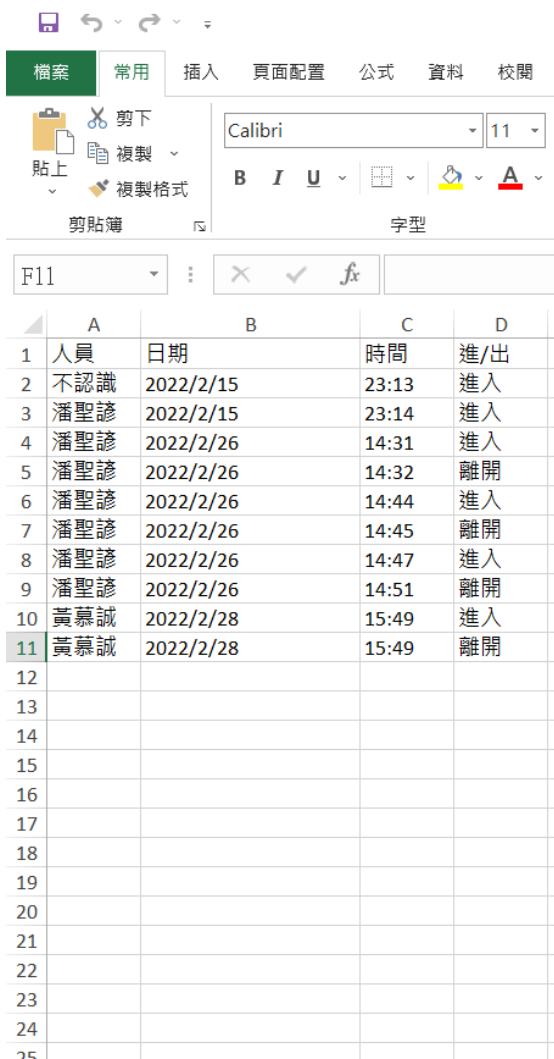 檔案 常用 插入 頁面配置 公式 資料 校閱
剪下
複製
貼上
複製格式
剪貼簿
Calibri 11
B I U A
字型
F11 fx
A B C D
1 人員 日期 時間 進/出
2 不認識 2022/2/15 23:13 進入
3 潘聖諺 2022/2/15 23:14 進入
4 潘聖諺 2022/2/26 14:31 進入
5 潘聖諺 2022/2/26 14:32 離開
6 潘聖諺 2022/2/26 14:44 進入
7 潘聖諺 2022/2/26 14:45 離開
8 潘聖諺 2022/2/26 14:47 進入
9 潘聖諺 2022/2/26 14:51 離開
10 黃慕誠 2022/2/28 15:49 進入
11 黃慕誠 2022/2/28 15:49 離開
12
13
14
15
16
17
18
19
20
21
22
23
24
25